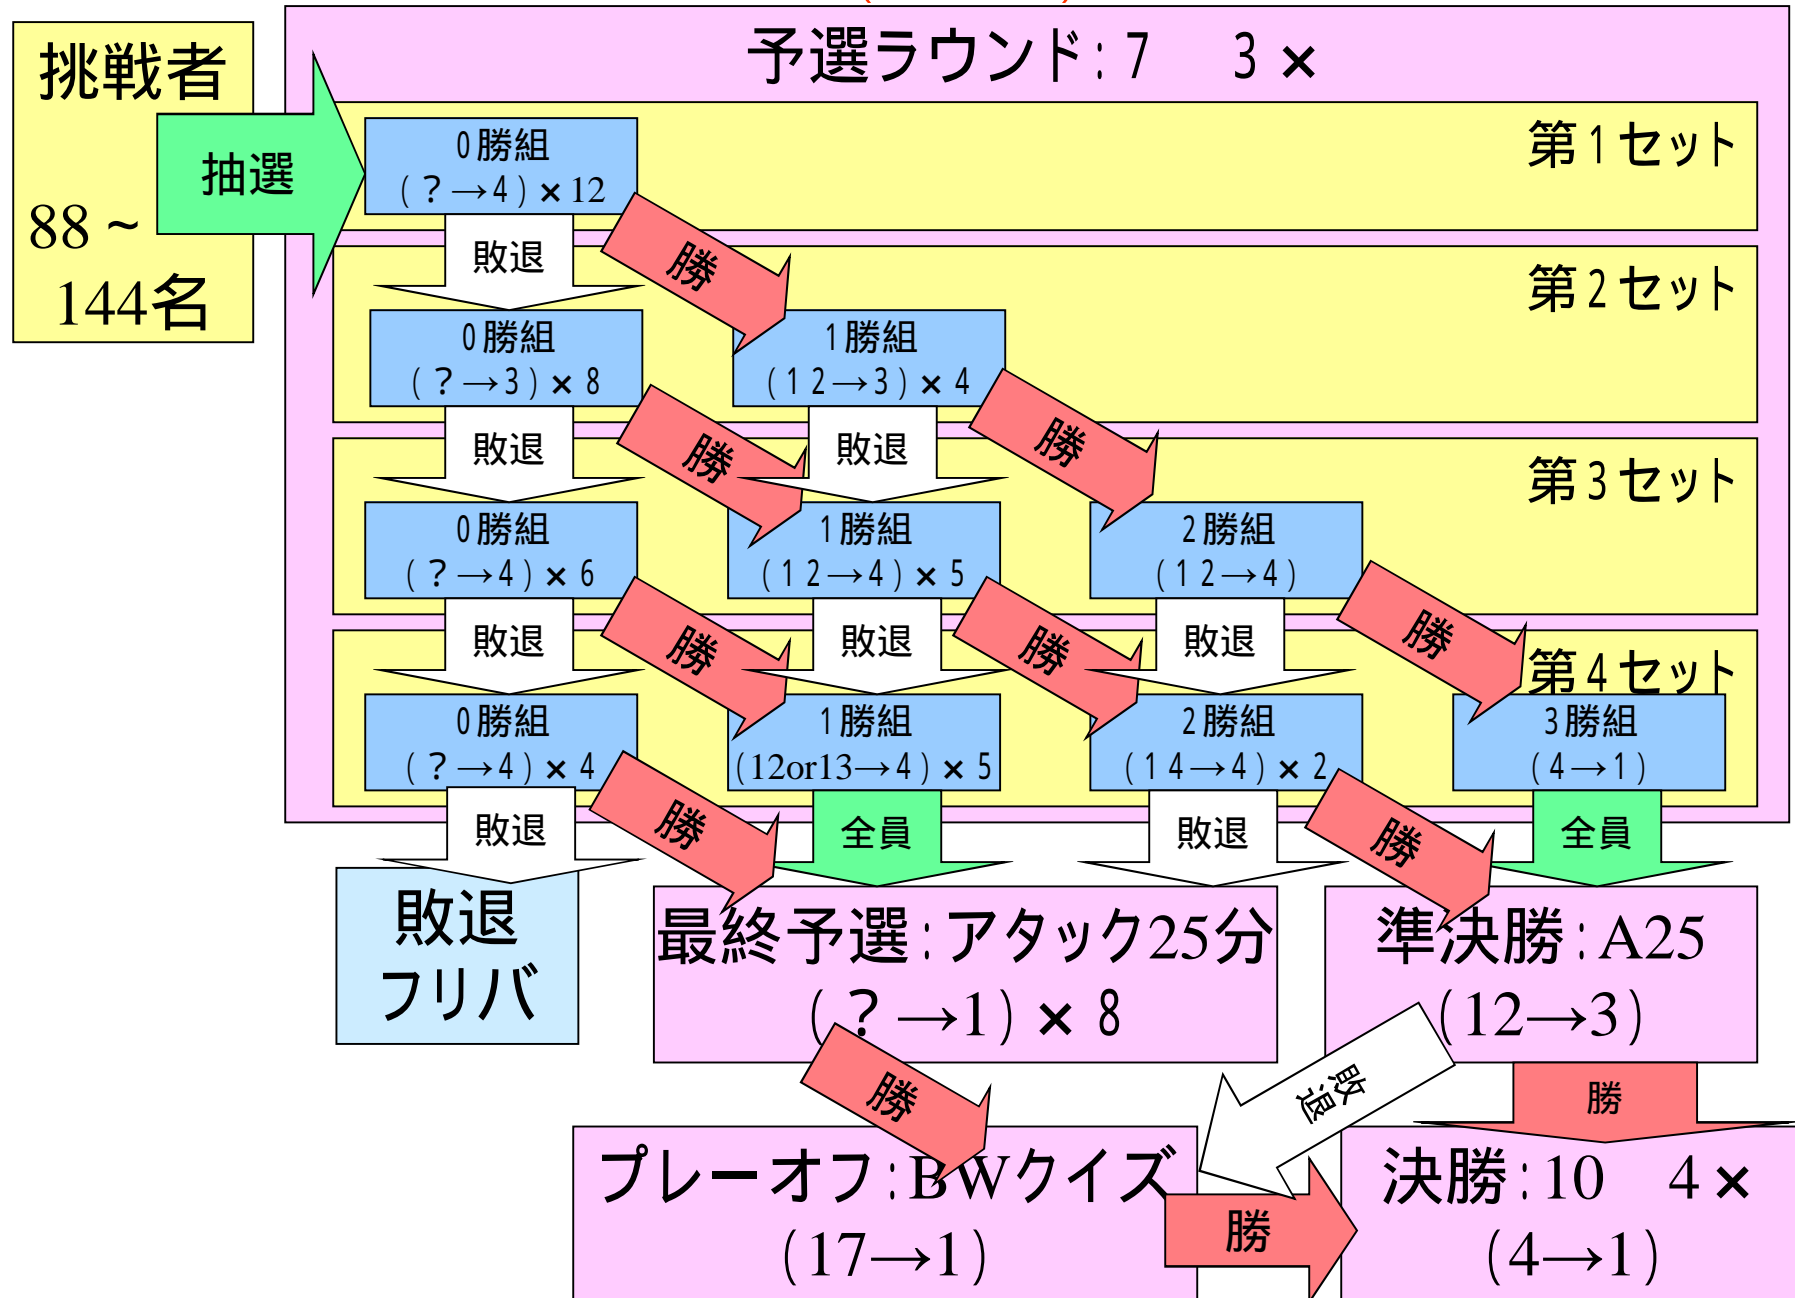 挑戦者
88～
144名
抽選
予選ラウンド:7　3×
第1セット
0勝組
(?→4)×12
敗退
勝
第2セット
0勝組
(?→3)×8
1勝組
(12→3)×4
敗退
勝
敗退
勝
第3セット
0勝組
(?→4)×6
1勝組
(12→4)×5
2勝組
(12→4)
敗退
勝
敗退
勝
敗退
勝
第4セット
0勝組
(?→4)×4
1勝組
(12or13→4)×5
2勝組
(14→4)×2
3勝組
(4→1)
敗退
勝
全員
敗退
勝
全員
敗退
フリバ
最終予選:アタック25分
(?→1)×8
準決勝:A25
(12→3)
勝
敗退
勝
プレーオフ:BWクイズ
(17→1)
勝
決勝:10　4×
(4→1)